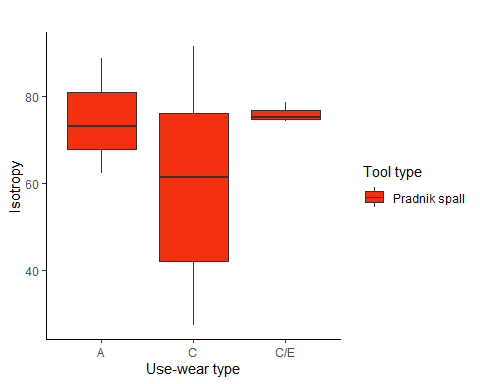 Isotropy
80
60
40
A C C/E
Use-wear type
Tool type
Pradnik spall